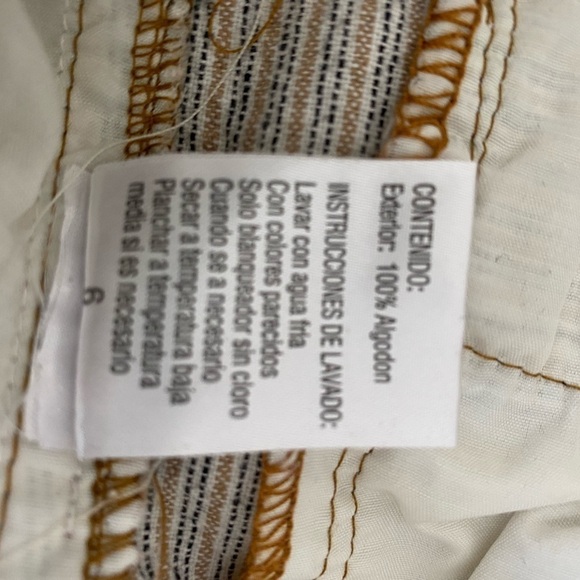 CONTENIDO:
Exterior: 100% Algodon
INSTRUCCIONES DE LAVADO:
Lavar con agua fria
Con colores parecidos
Solo blanqueador sin cloro
Cuando se a necesario
Secar a temperatura baja
Planchar a temperatura
media si es necesario
6